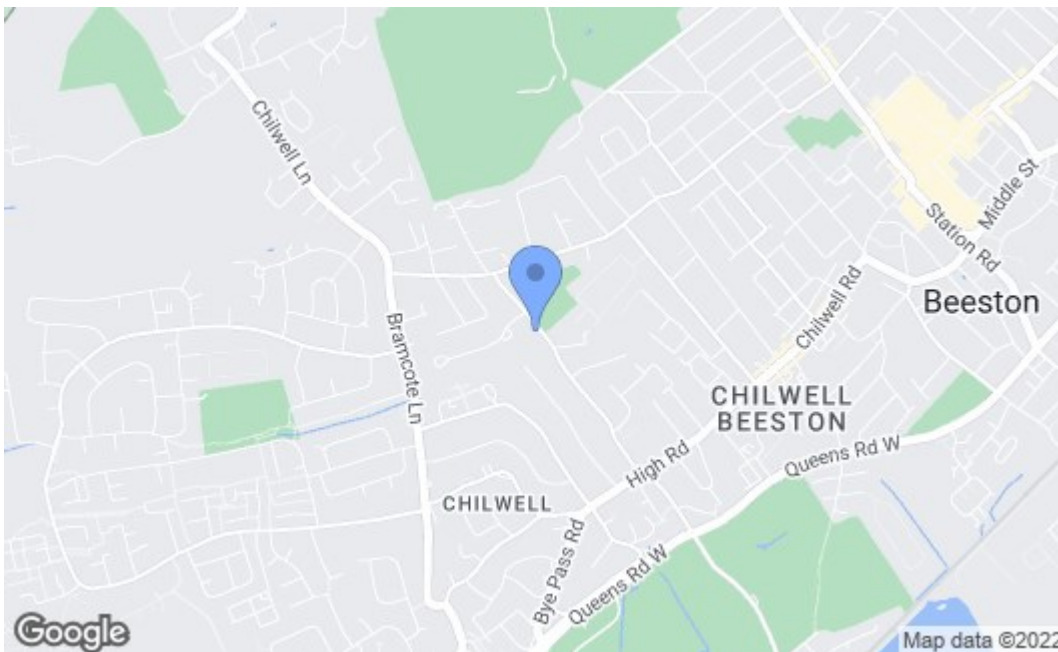 Chilwell Ln
Middle St
Station Rd
Beeston
Chilwell Rd
Bramcote Ln
CHILWELL
BEESTON
High Rd
Queens Rd W
CHILWELL
Bye Pass Rd
Queens Rd W
Google
Map data ©2022